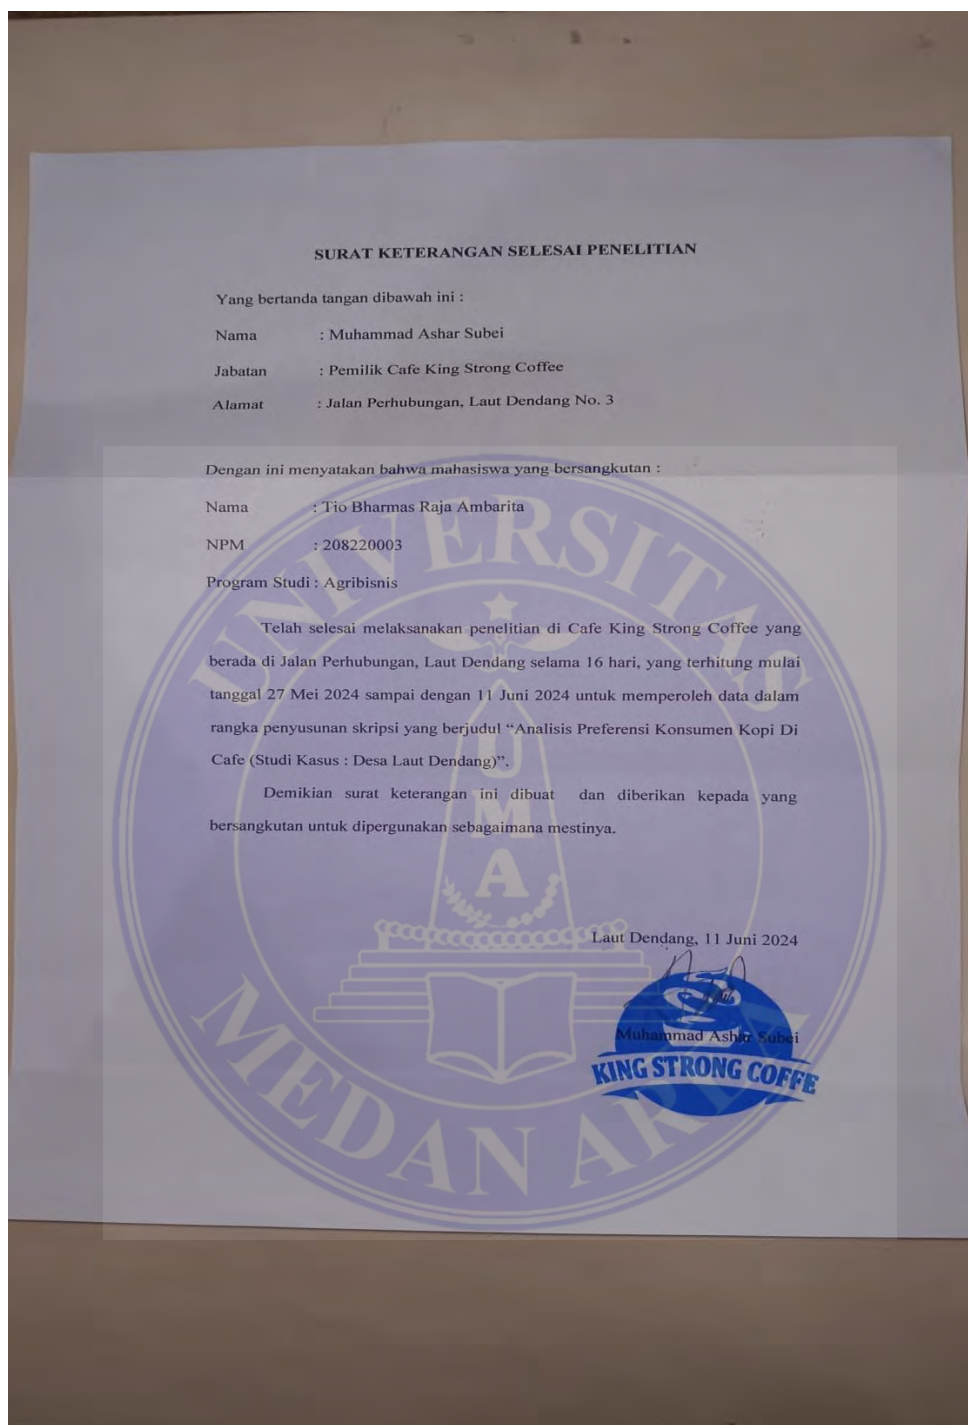 SURAT KETERANGAN SELESAI PENELITIAN
Yang bertanda tangan dibawah ini :
Nama : Muhammad Ashar Subei
Jabatan : Pemilik Cafe King Strong Coffee
Alamat : Jalan Perhubungan, Laut Dendang No. 3
Dengan ini menyatakan bahwa mahasiswa yang bersangkutan :
Nama : Tio Bharmas Raja Ambarita
NPM : 208220003
Program Studi : Agribisnis
Telah selesai melaksanakan penelitian di Cafe King Strong Coffee yang
berada di Jalan Perhubungan, Laut Dendang selama 16 hari, yang terhitung mulai
tanggal 27 Mei 2024 sampai dengan 11 Juni 2024 untuk memperoleh data dalam
rangka penyusunan skripsi yang berjudul “Analisis Preferensi Konsumen Kopi Di
Cafe (Studi Kasus : Desa Laut Dendang)”.
Demikian surat keterangan ini dibuat dan diberikan kepada yang
bersangkutan untuk dipergunakan sebagaimana mestinya.
Laut Dendang, 11 Juni 2024
Muhammad Ashar Subei
KING STRONG COFFE
UNIVERSITAS
UMA
MEDAN AREA